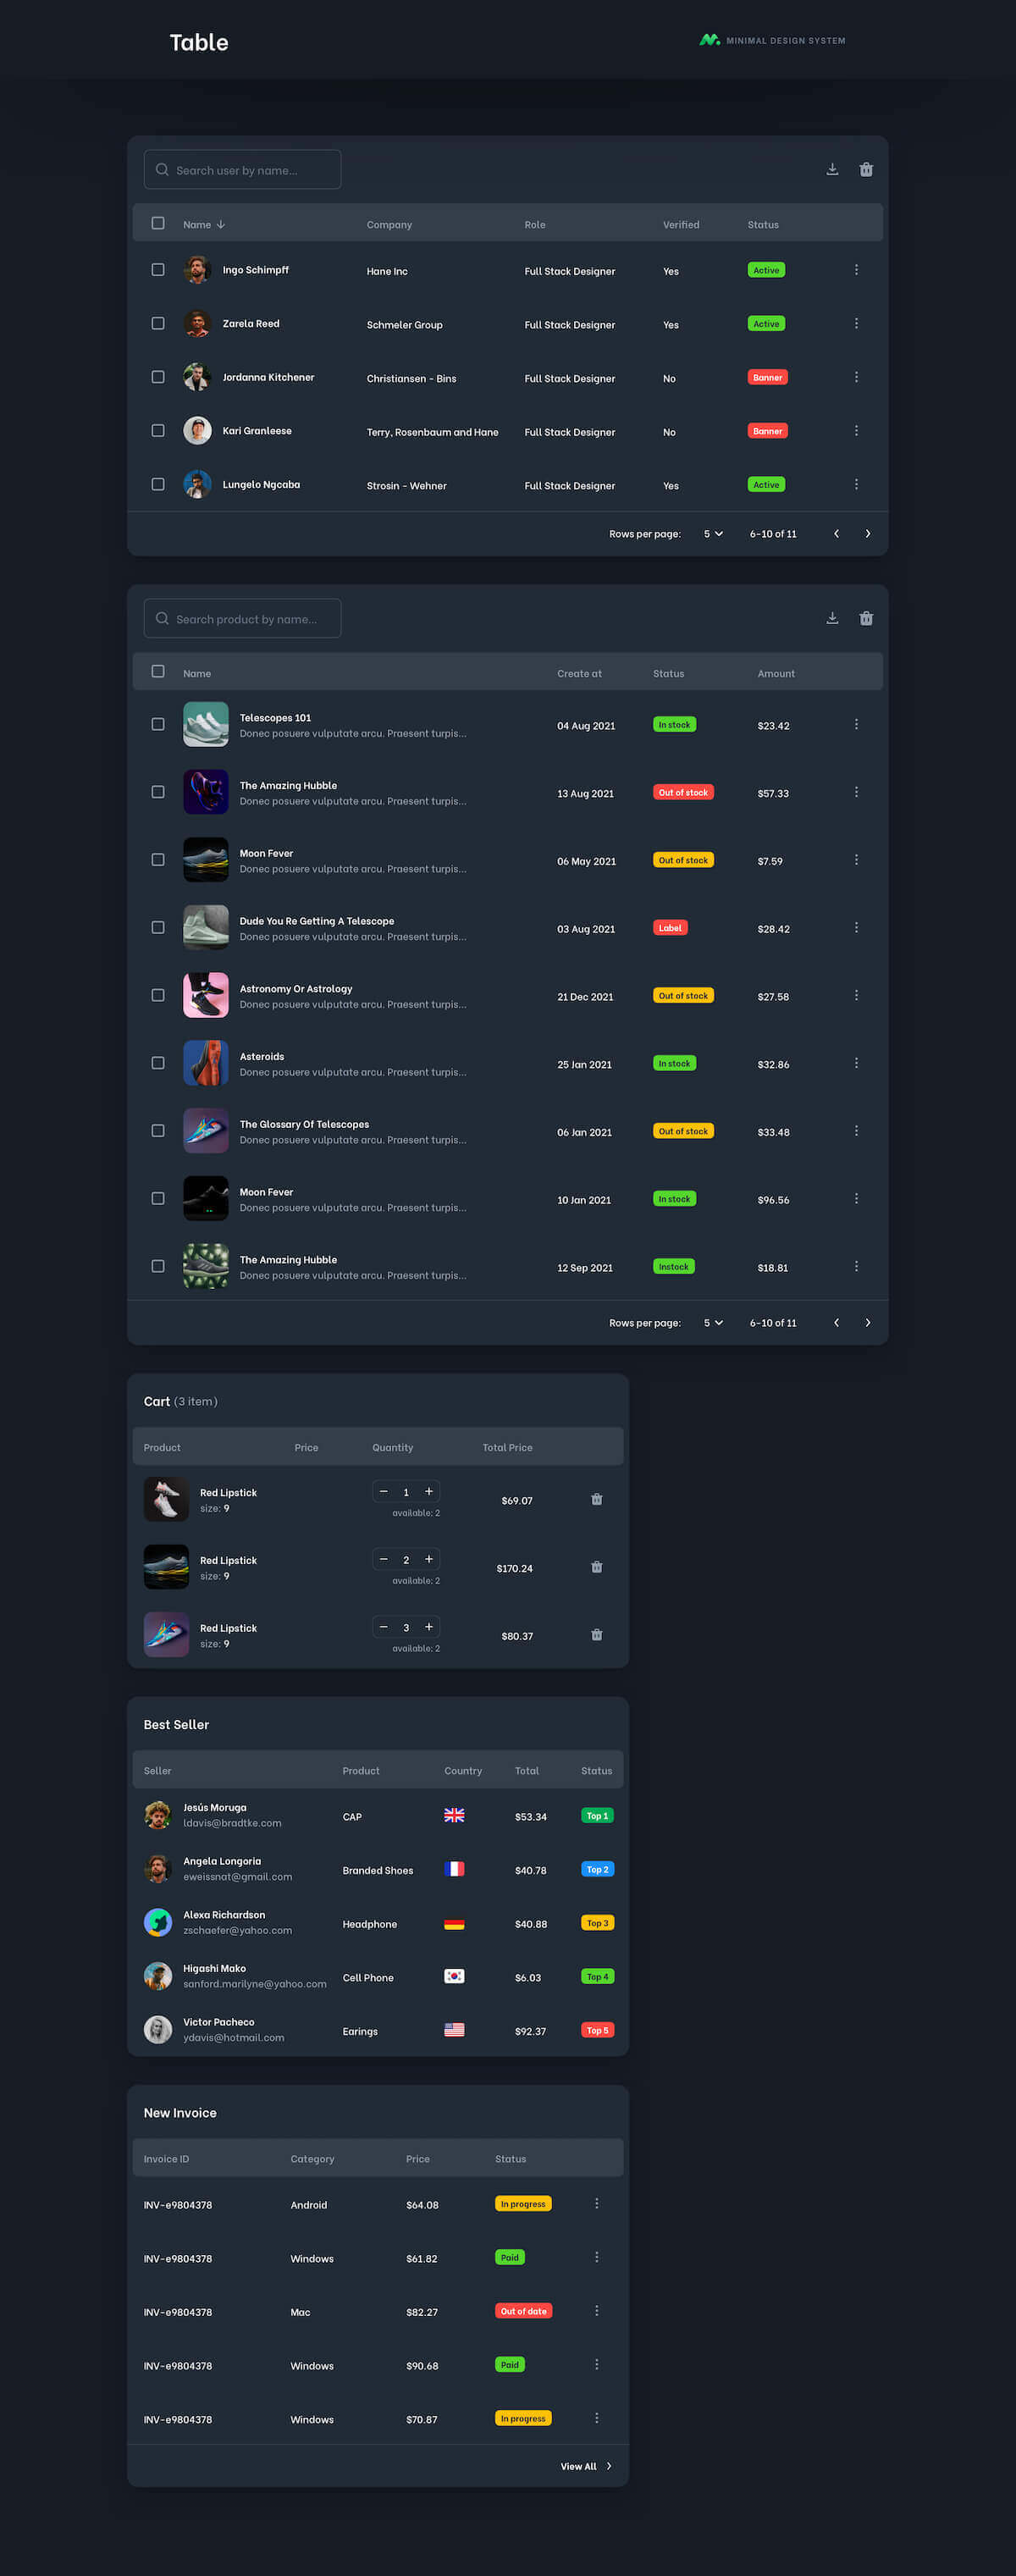 Table
MINIMAL DESIGN SYSTEM
Search user by name...
Name Company Role Verified Status
Ingo Schimpff Hane Inc Full Stack Designer Yes Active
Zarela Reed Schmeler Group Full Stack Designer Yes Active
Jordanna Kitchener Christiansen - Bins Full Stack Designer No Banner
Kari Granleese Terry, Rosenbaum and Hane Full Stack Designer No Banner
Lungelo Ngcaba Strosin - Wehner Full Stack Designer Yes Active
Rows per page: 5 6-10 of 11
Search product by name...
Name Create at Status Amount
Telescopes 101
Donec posuere vulputate arcu. Praesent turpis...
04 Aug 2021 In stock $23.42
The Amazing Hubble
Donec posuere vulputate arcu. Praesent turpis...
13 Aug 2021 Out of stock $57.33
Moon Fever
Donec posuere vulputate arcu. Praesent turpis...
06 May 2021 Out of stock $7.59
Dude You Re Getting A Telescope
Donec posuere vulputate arcu. Praesent turpis...
03 Aug 2021 Label $28.42
Astronomy Or Astrology
Donec posuere vulputate arcu. Praesent turpis...
21 Dec 2021 Out of stock $27.58
Asteroids
Donec posuere vulputate arcu. Praesent turpis...
25 Jan 2021 In stock $32.86
The Glossary Of Telescopes
Donec posuere vulputate arcu. Praesent turpis...
06 Jan 2021 Out of stock $33.48
Moon Fever
Donec posuere vulputate arcu. Praesent turpis...
10 Jan 2021 In stock $96.56
The Amazing Hubble
Donec posuere vulputate arcu. Praesent turpis...
12 Sep 2021 Instock $18.81
Rows per page: 5 6-10 of 11
Cart (3 item)
Product Price Quantity Total Price
Red Lipstick
size: 9
− 1 +
available: 2
$69.07
Red Lipstick
size: 9
− 2 +
available: 2
$170.24
Red Lipstick
size: 9
− 3 +
available: 2
$80.37
Best Seller
Seller Product Country Total Status
Jesús Moruga
ldavis@bradtke.com
CAP $53.34 Top 1
Angela Longoria
eweissnat@gmail.com
Branded Shoes $40.78 Top 2
Alexa Richardson
zschaefer@yahoo.com
Headphone $40.88 Top 3
Higashi Mako
sanford.marilyne@yahoo.com
Cell Phone $6.03 Top 4
Victor Pacheco
ydavis@hotmail.com
Earings $92.37 Top 5
New Invoice
Invoice ID Category Price Status
INV-e9804378 Android $64.08 In progress
INV-e9804378 Windows $61.82 Paid
INV-e9804378 Mac $82.27 Out of date
INV-e9804378 Windows $90.68 Paid
INV-e9804378 Windows $70.87 In progress
View All